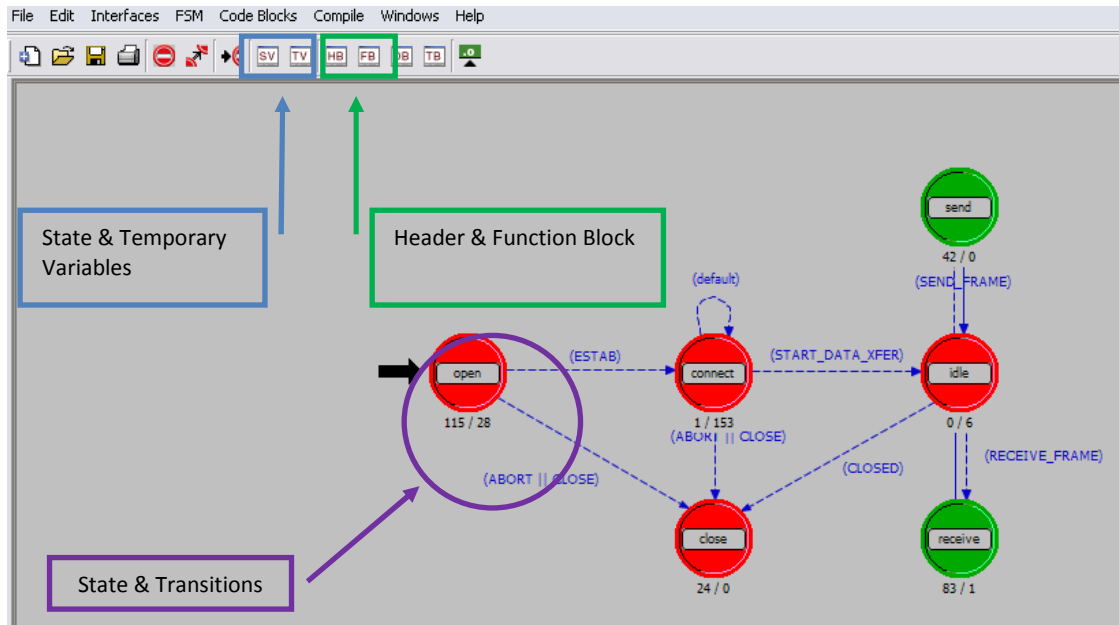 File Edit Interfaces FSM Code Blocks Compile Windows Help
SV TV HB FB DB TB
State & Temporary
Variables
Header & Function Block
send
42 / 0
(default)
(SEND_FRAME)
(ESTAB)
(START_DATA_XFER)
open
connect
idle
115 / 28
1 / 153
0 / 6
(ABORT || CLOSE)
(RECEIVE_FRAME)
(CLOSED)
(ABORT || CLOSE)
close
receive
State & Transitions
24 / 0
83 / 1